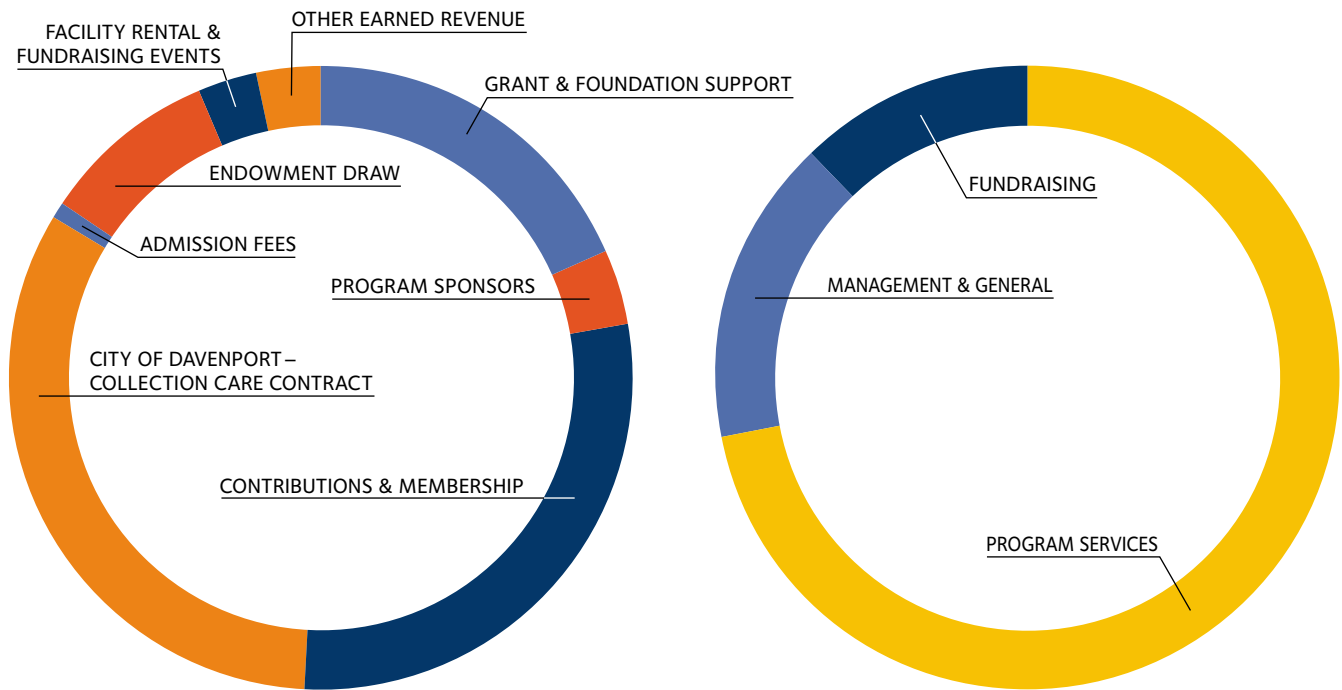 FACILITY RENTAL &
FUNDRAISING EVENTS
OTHER EARNED REVENUE
GRANT & FOUNDATION SUPPORT
ENDOWMENT DRAW
ADMISSION FEES
PROGRAM SPONSORS
CITY OF DAVENPORT –
COLLECTION CARE CONTRACT
CONTRIBUTIONS & MEMBERSHIP
FUNDRAISING
MANAGEMENT & GENERAL
PROGRAM SERVICES